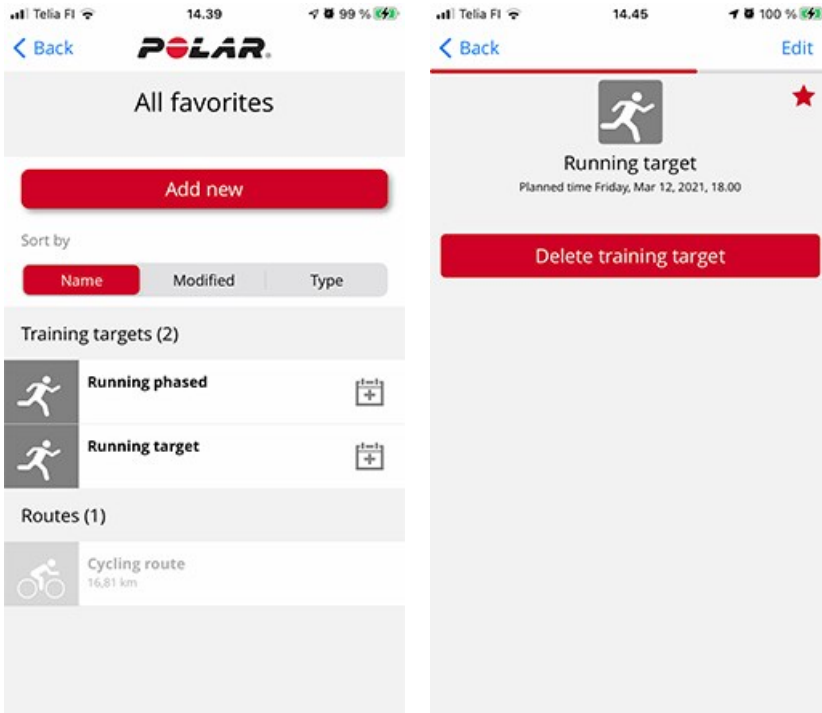 Telia FI 14.39 99 %
Back POLAR.
All favorites
Add new
Sort by
Name Modified Type
Training targets (2)
Running phased
Running target
Routes (1)
Cycling route
16,81 km
Telia FI 14.45 100 %
Back Edit
Running target
Planned time Friday, Mar 12, 2021, 18.00
Delete training target